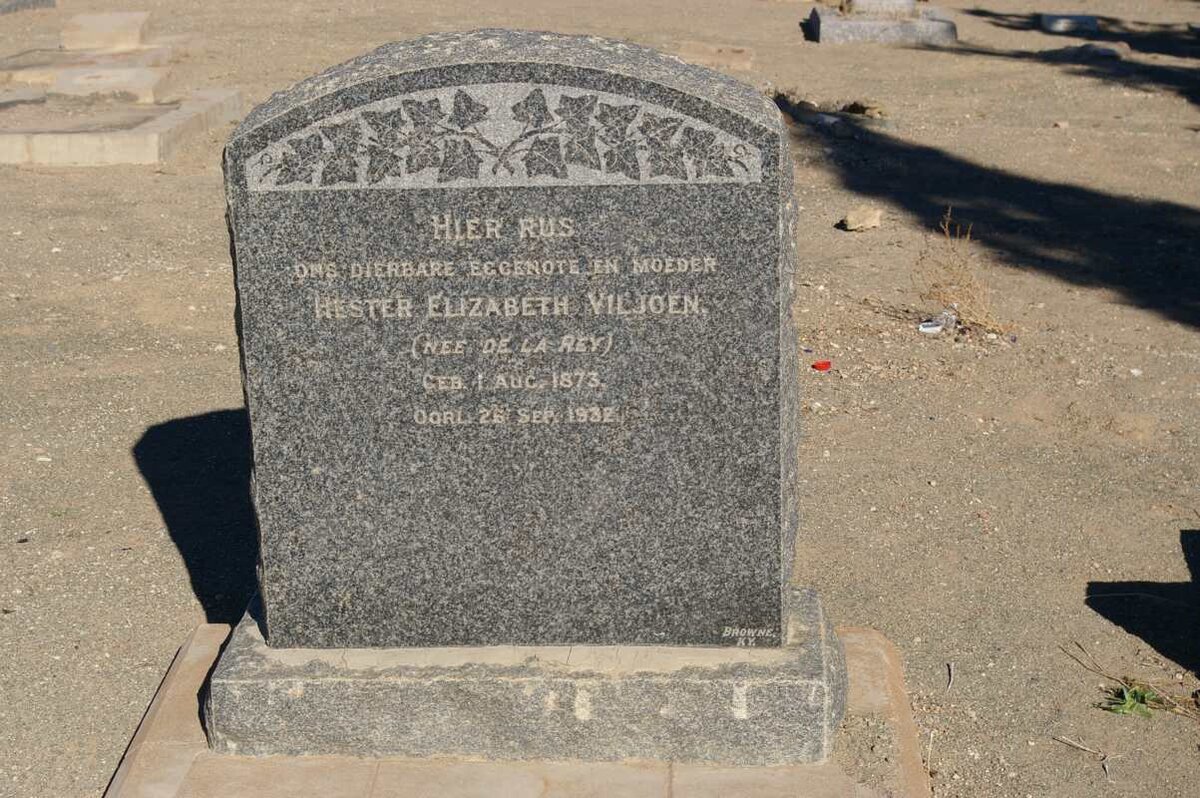 HIER RUS
ONS DIERBARE EGGENOTE EN MOEDER
HESTER ELIZABETH VILJOEN.
(NEE DE LA REY)
GEB. 1 AUG. 1873.
OORL. 26 SEP. 1932.
BROWNE,
K.Y.